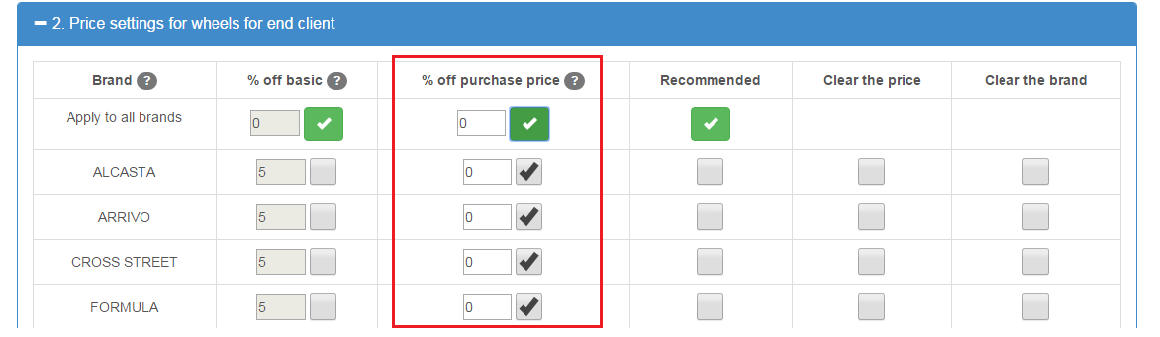 2. Price settings for wheels for end client
Brand ? % off basic ? % off purchase price ? Recommended Clear the price Clear the brand
Apply to all brands 0 0
ALCASTA 5 0
ARRIVO 5 0
CROSS STREET 5 0
FORMULA 5 0